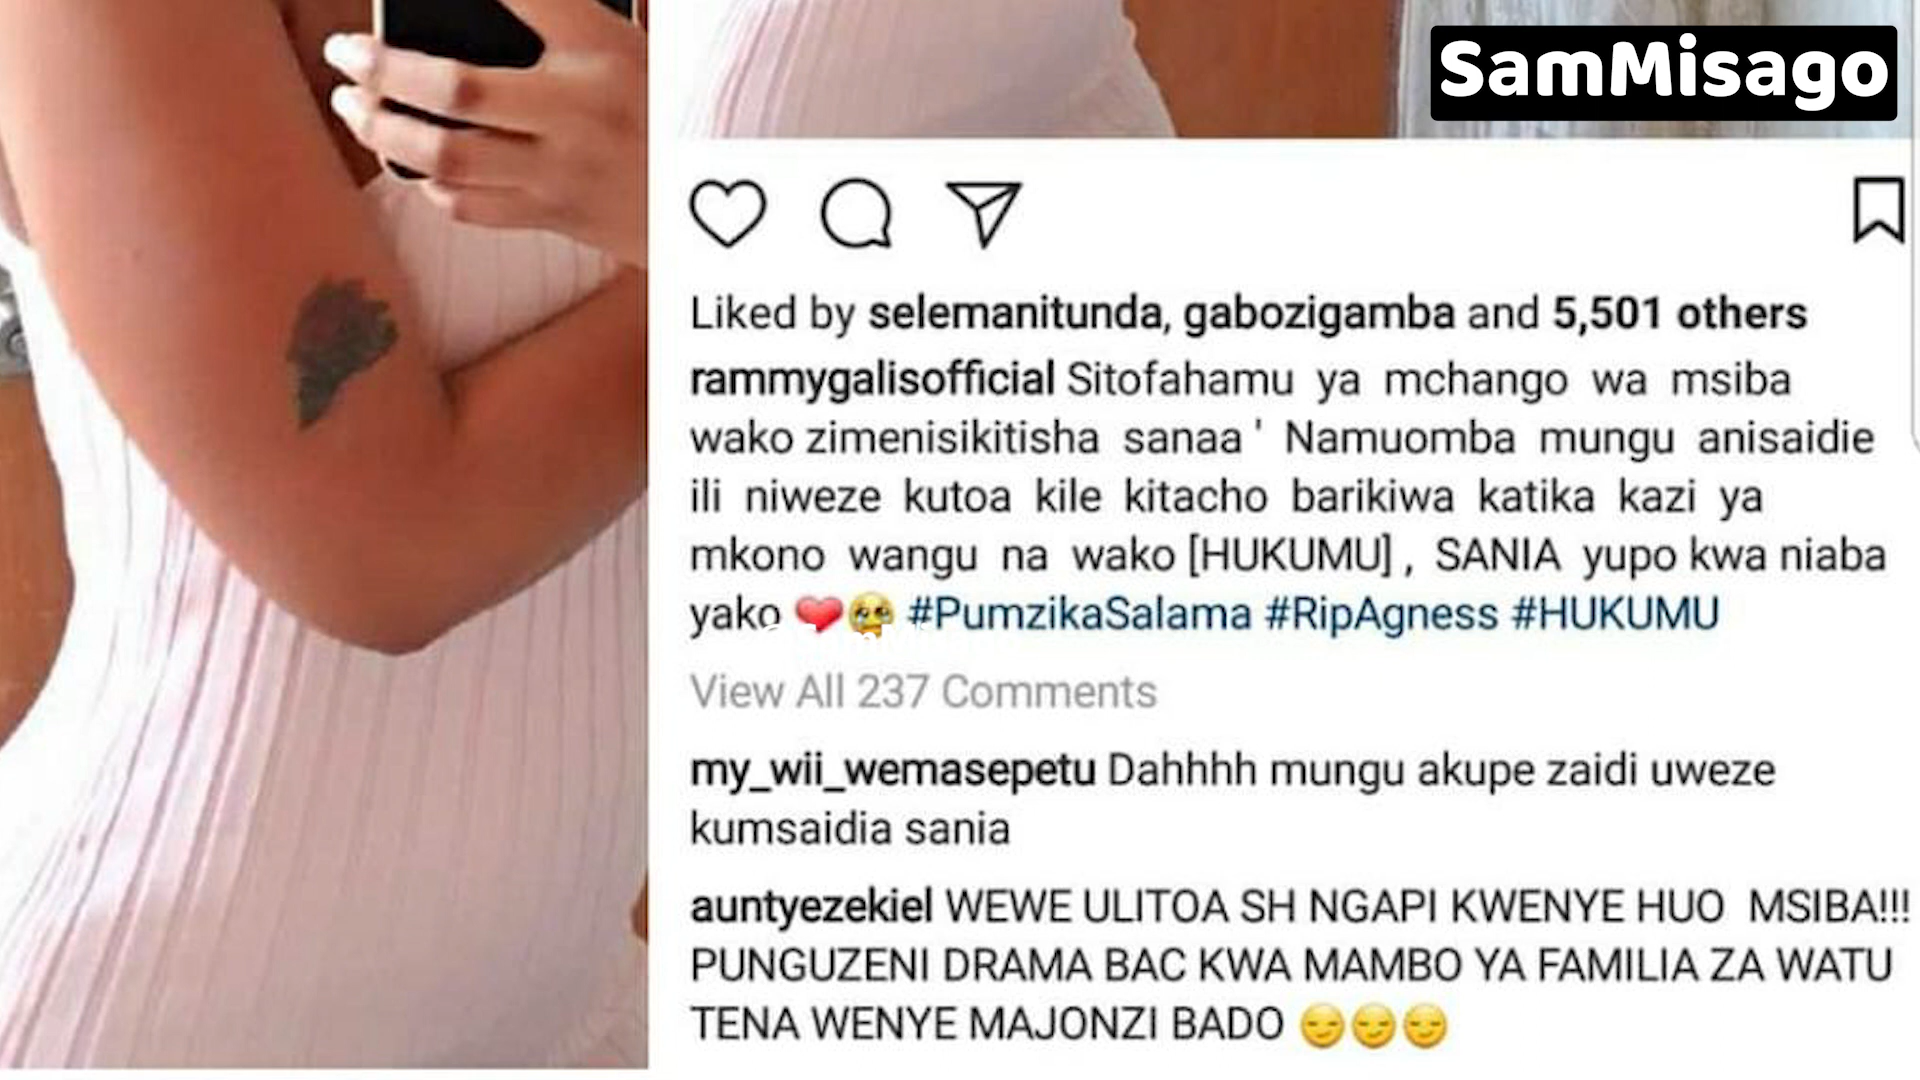 SamMisago
Liked by selemanitunda, gabozigamba and 5,501 others
rammygalisofficial Sitofahamu ya mchango wa msiba
wako zimenisikitisha sanaa ' Namuomba mungu anisaidie
ili niweze kutoa kile kitacho barikiwa katika kazi ya
mkono wangu na wako [HUKUMU] , SANIA yupo kwa niaba
yako ❤️😢 #PumzikaSalama #RipAgness #HUKUMU
View All 237 Comments
my_wii_wemasepetu Dahhhh mungu akupe zaidi uweze
kumsaidia sania
auntyezekiel WEWE ULITOA SH NGAPI KWENYE HUO MSIBA!!!
PUNGUZENI DRAMA BAC KWA MAMBO YA FAMILIA ZA WATU
TENA WENYE MAJONZI BADO 😏😏😏